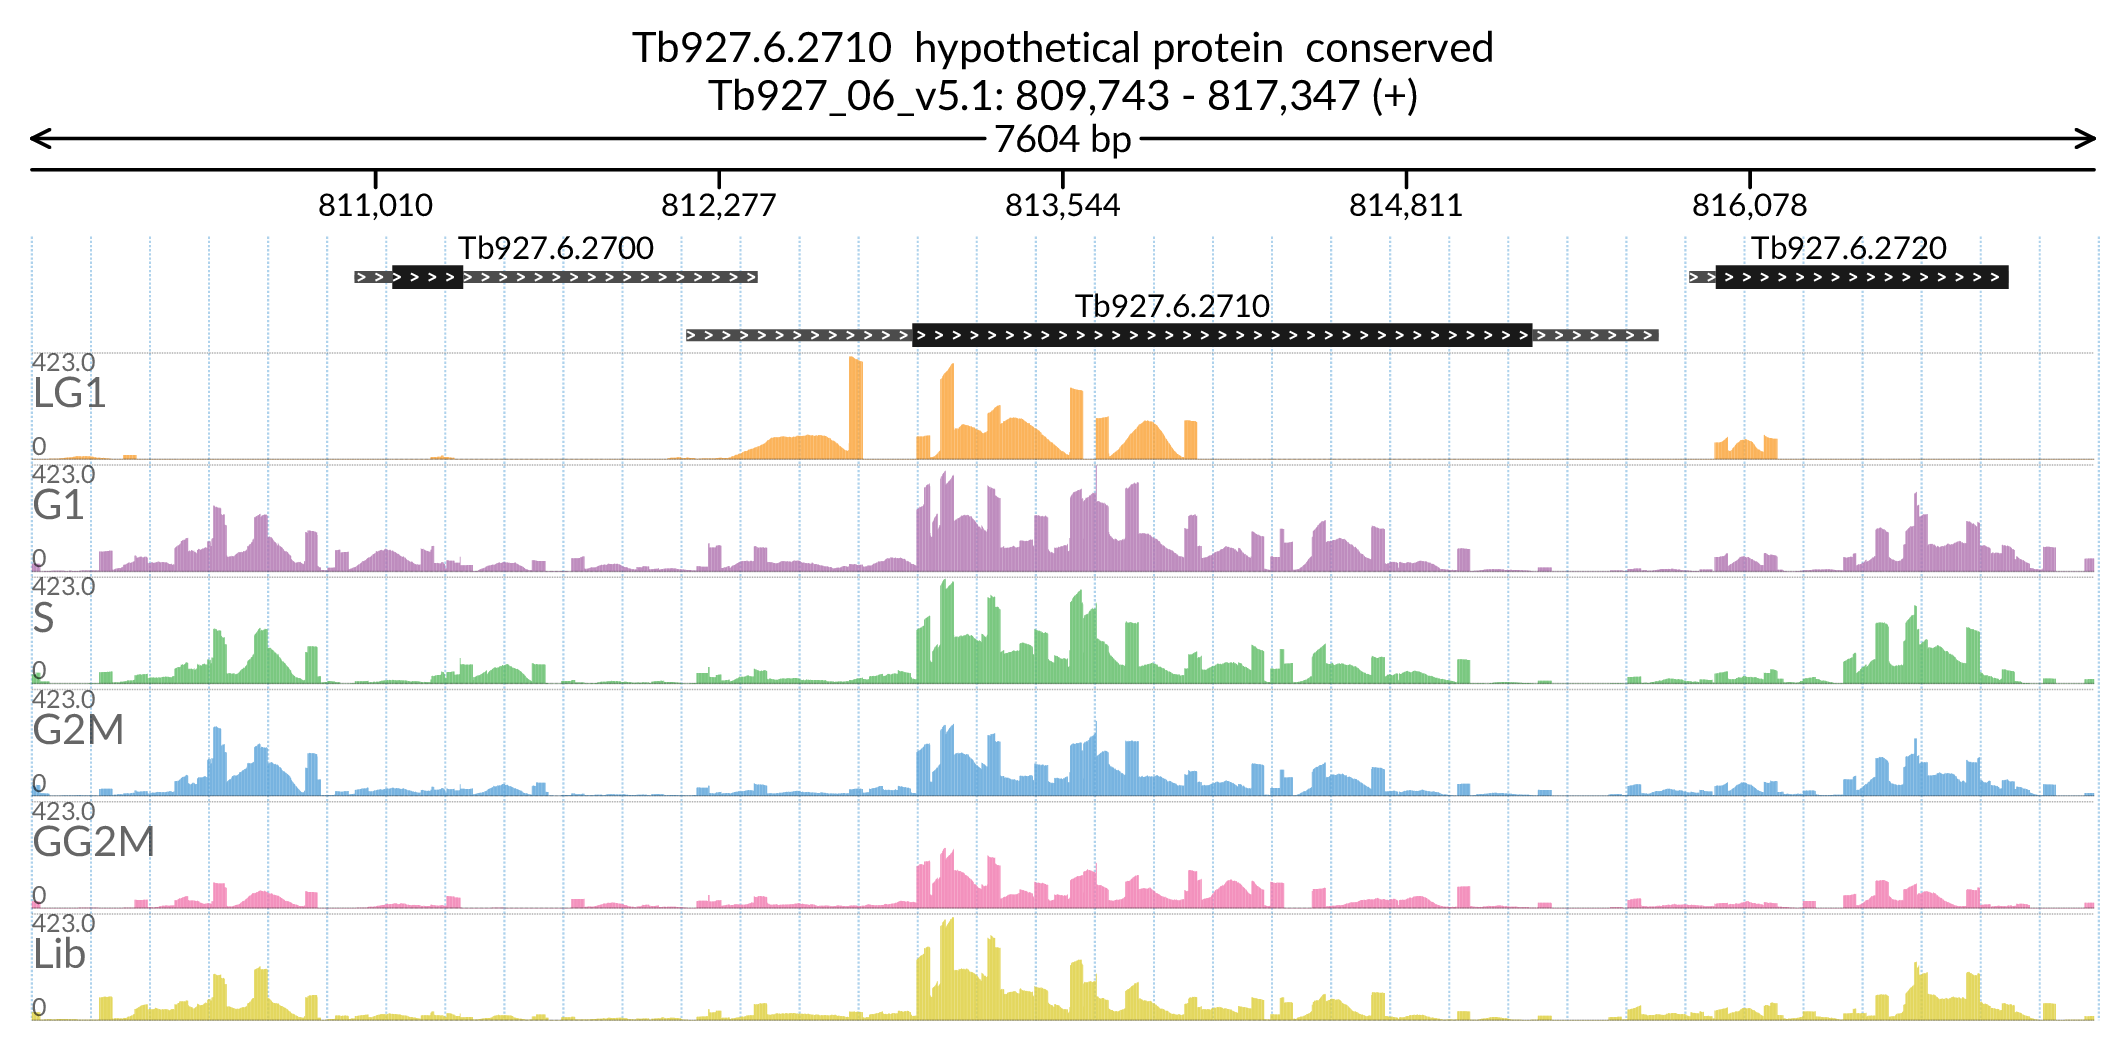 Tb927.6.2710  hypothetical protein  conserved
Tb927_06_v5.1: 809,743 - 817,347 (+)
7604 bp
811,010 812,277 813,544 814,811 816,078
Tb927.6.2700 Tb927.6.2720
Tb927.6.2710
423.0
LG1
0
423.0
G1
0
423.0
S
0
423.0
G2M
0
423.0
GG2M
0
423.0
Lib
0